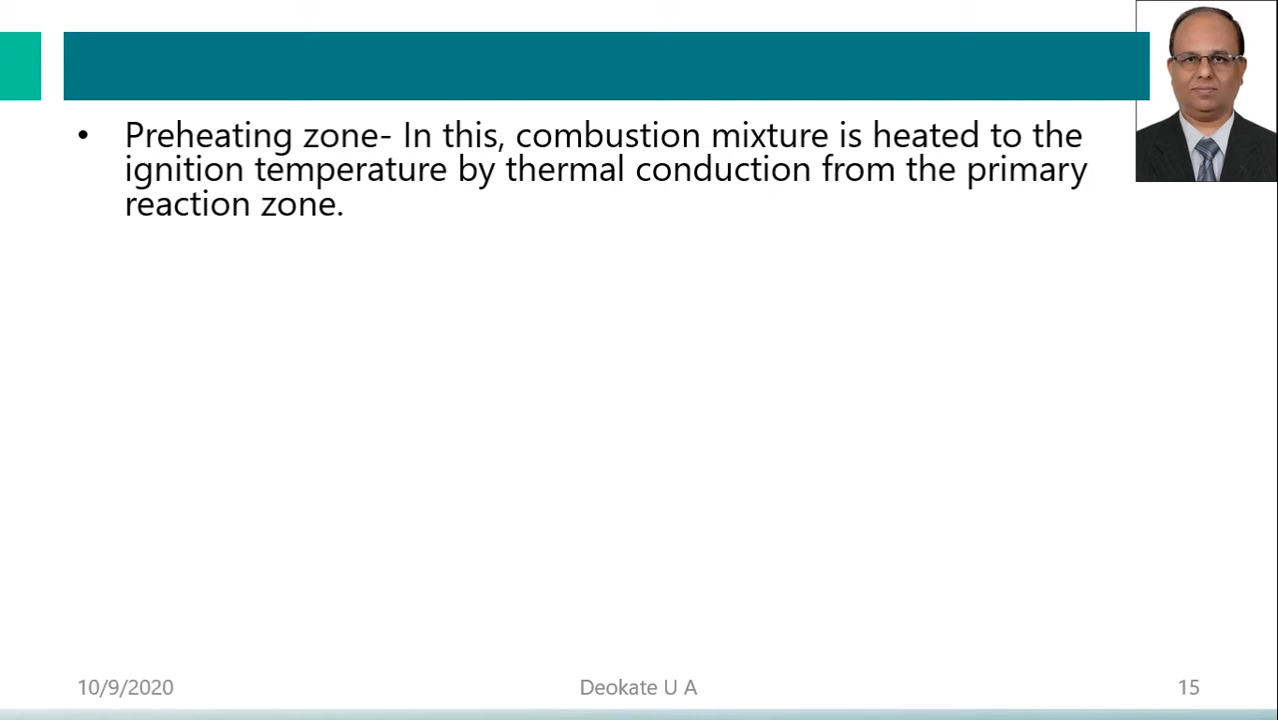 • Preheating zone- In this, combustion mixture is heated to the
ignition temperature by thermal conduction from the primary
reaction zone.
10/9/2020
Deokate U A
15